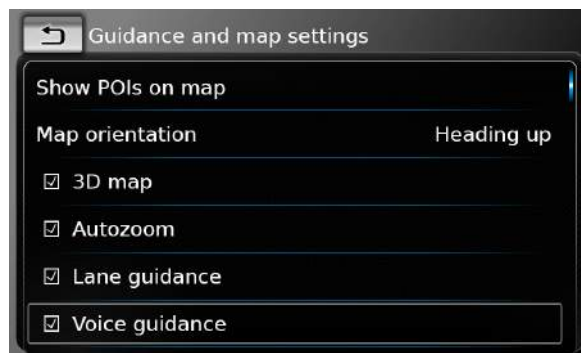 Guidance and map settings
Show POIs on map
Map orientation Heading up
☑ 3D map
☑ Autozoom
☑ Lane guidance
☑ Voice guidance